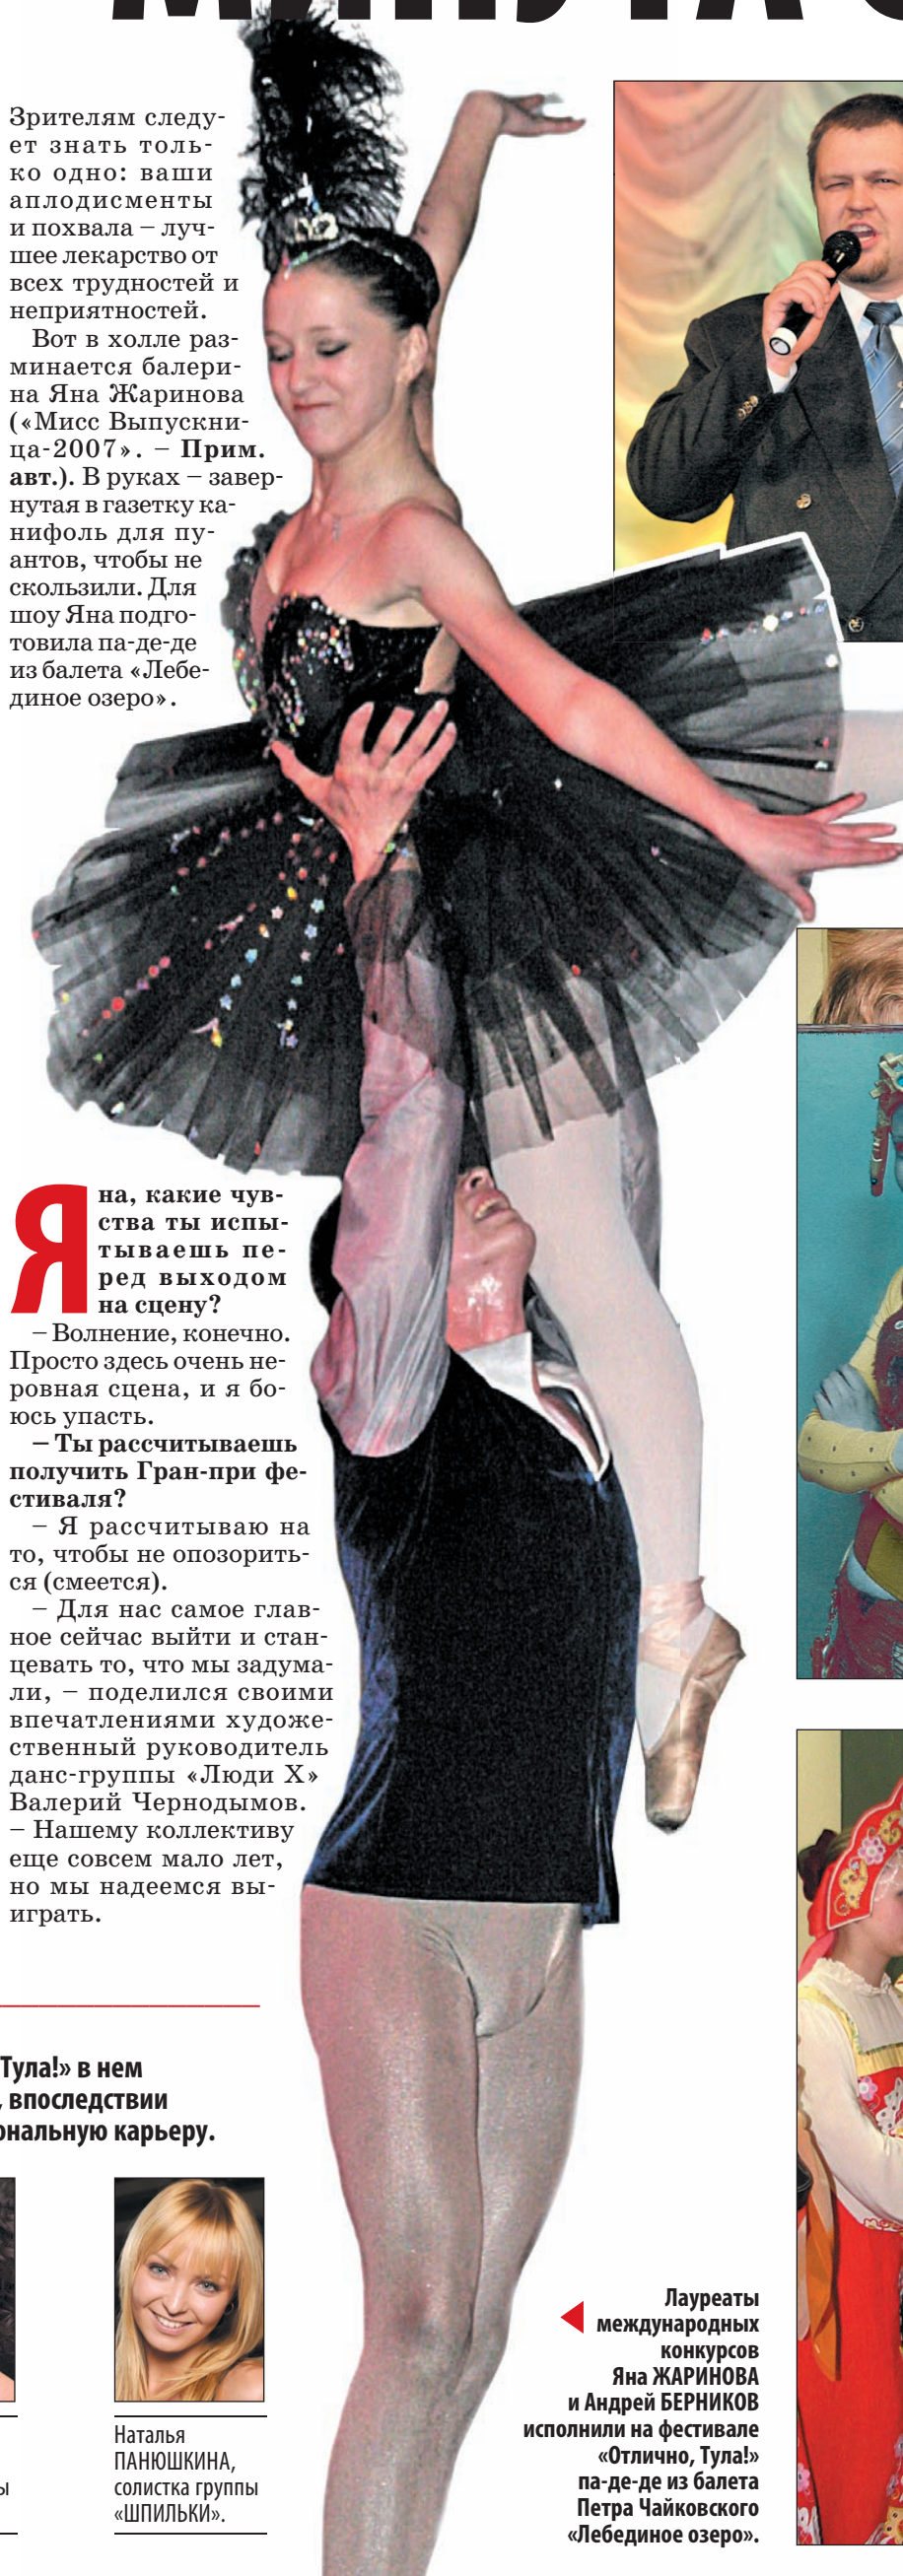 Зрителям следу-
ет знать толь-
ко одно: ваши
аплодисменты
и похвала – луч-
шее лекарство от
всех трудностей и
неприятностей.
Вот в холле раз-
минается балери-
на Яна Жаринова
(«Мисс Выпускни-
ца-2007». – Прим.
авт.). В руках – завер-
нутая в газетку ка-
нифоль для пу-
антов, чтобы не
скользили. Для
шоу Яна подго-
товила па-де-де
из балета «Лебе-
диное озеро».
Яна, какие чув-
ства ты испы-
тываешь пе-
ред выходом
на сцену?
– Волнение, конечно.
Просто здесь очень не-
ровная сцена, и я бо-
юсь упасть.
– Ты рассчитываешь
получить Гран-при фе-
стиваля?
– Я рассчитываю на
то, чтобы не опозорить-
ся (смеется).
– Для нас самое глав-
ное сейчас выйти и стан-
цевать то, что мы задума-
ли, – поделился своими
впечатлениями художе-
ственный руководитель
данс-группы «Люди Х»
Валерий Чернодымов.
– Нашему коллективу
еще совсем мало лет,
но мы надеемся вы-
играть.
Тула!» в нем
, впоследствии
ональную карьеру.
ы
Наталья
ПАНЮШКИНА,
солистка группы
«ШПИЛЬКИ».
Лауреаты
международных
конкурсов
Яна ЖАРИНОВА
и Андрей БЕРНИКОВ
исполнили на фестивале
«Отлично, Тула!»
па-де-де из балета
Петра Чайковского
«Лебединое озеро».